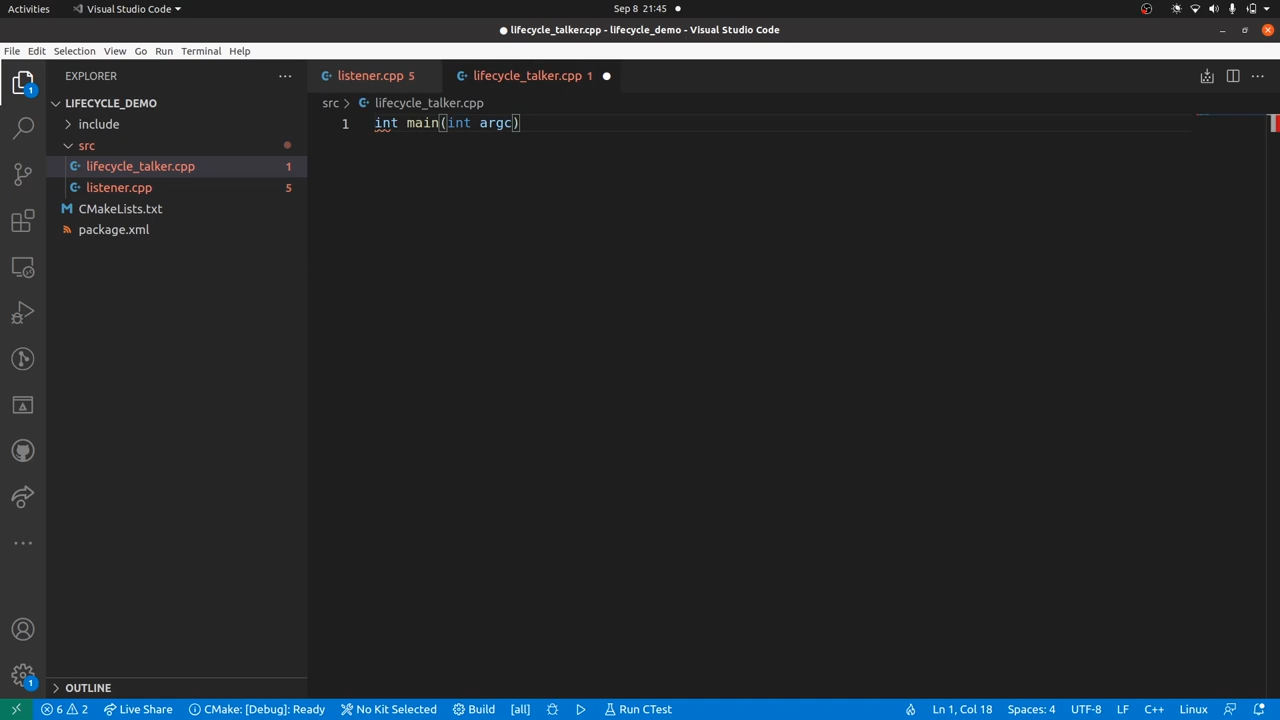 Activities
Visual Studio Code
Sep 8 21:45
lifecycle_talker.cpp - lifecycle_demo - Visual Studio Code
File Edit Selection View Go Run Terminal Help
EXPLORER
listener.cpp 5
lifecycle_talker.cpp 1
LIFECYCLE_DEMO
src
lifecycle_talker.cpp
include
1 int main(int argc)
src
lifecycle_talker.cpp 1
listener.cpp 5
CMakeLists.txt
package.xml
1
1
OUTLINE
6 2 Live Share CMake: [Debug]: Ready No Kit Selected Build [all] Run CTest Ln 1, Col 18 Spaces: 4 UTF-8 LF C++ Linux